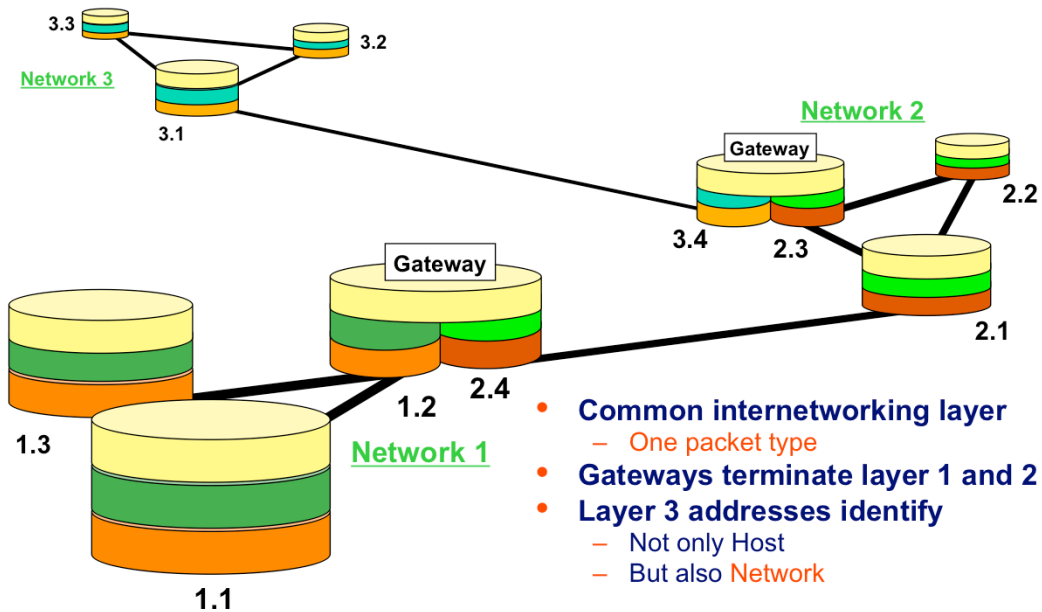 3.3
3.2
Network 3
3.1
Network 2
Gateway
2.2
3.4
2.3
Gateway
2.1
1.2
2.4
1.3
Network 1
1.1
• Common internetworking layer
– One packet type
• Gateways terminate layer 1 and 2
• Layer 3 addresses identify
– Not only Host
– But also Network